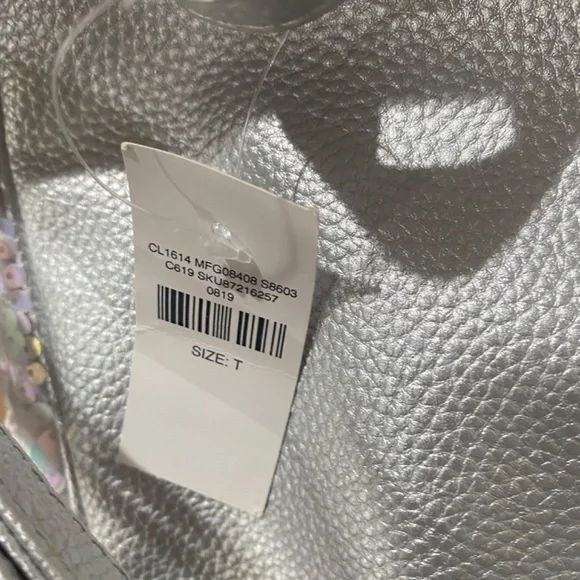 CL1614 MFG08408 S8603
C619 SKU87216257
0819
SIZE: T